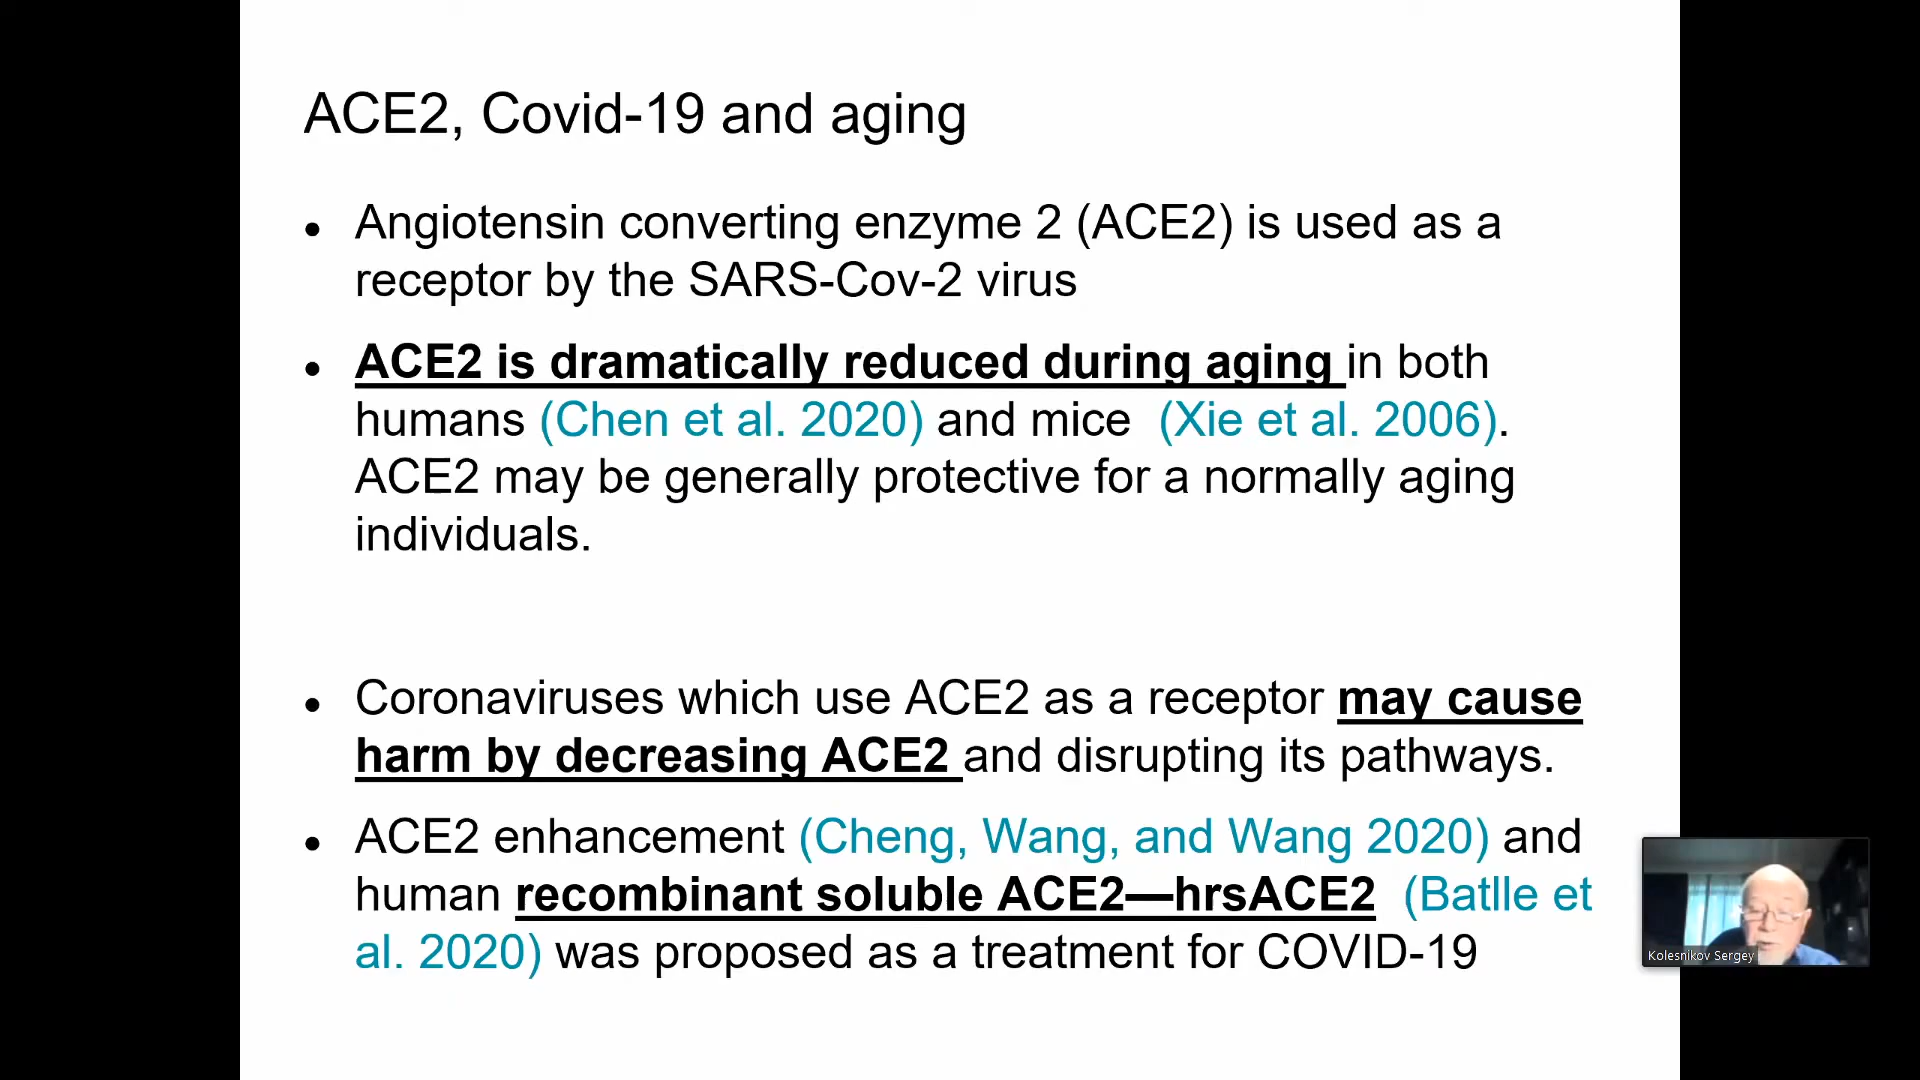 ACE2, Covid-19 and aging
• Angiotensin converting enzyme 2 (ACE2) is used as a
receptor by the SARS-Cov-2 virus
• ACE2 is dramatically reduced during aging in both
humans (Chen et al. 2020) and mice (Xie et al. 2006).
ACE2 may be generally protective for a normally aging
individuals.
• Coronaviruses which use ACE2 as a receptor may cause
harm by decreasing ACE2 and disrupting its pathways.
• ACE2 enhancement (Cheng, Wang, and Wang 2020) and
human recombinant soluble ACE2—hrsACE2 (Batlle et
al. 2020) was proposed as a treatment for COVID-19
Kolesnikov Sergey